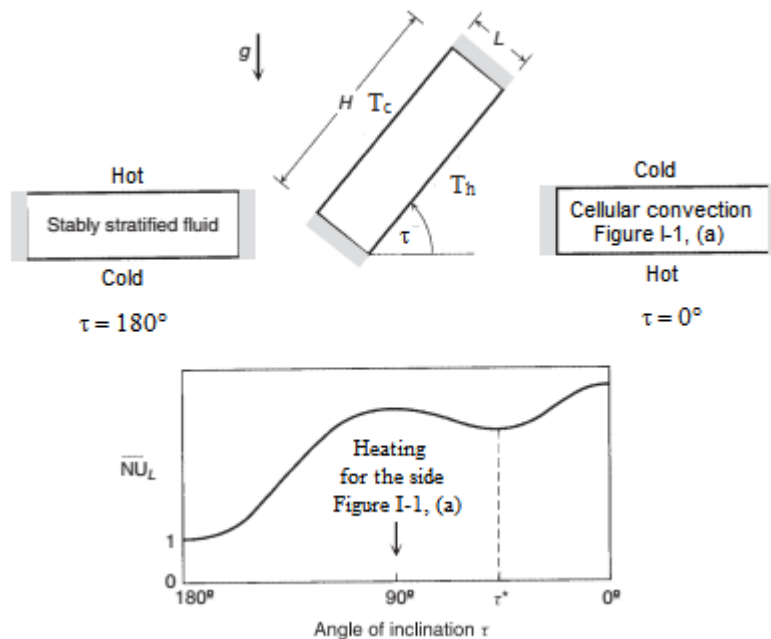 g
H
L
Tc
Th
τ
Hot
Stably stratified fluid
Cold
τ = 180°
Cold
Cellular convection
Figure I-1, (a)
Hot
τ = 0°
NUL
1
0
Heating
for the side
Figure I-1, (a)
180º
90º
τ*
0º
Angle of inclination τ